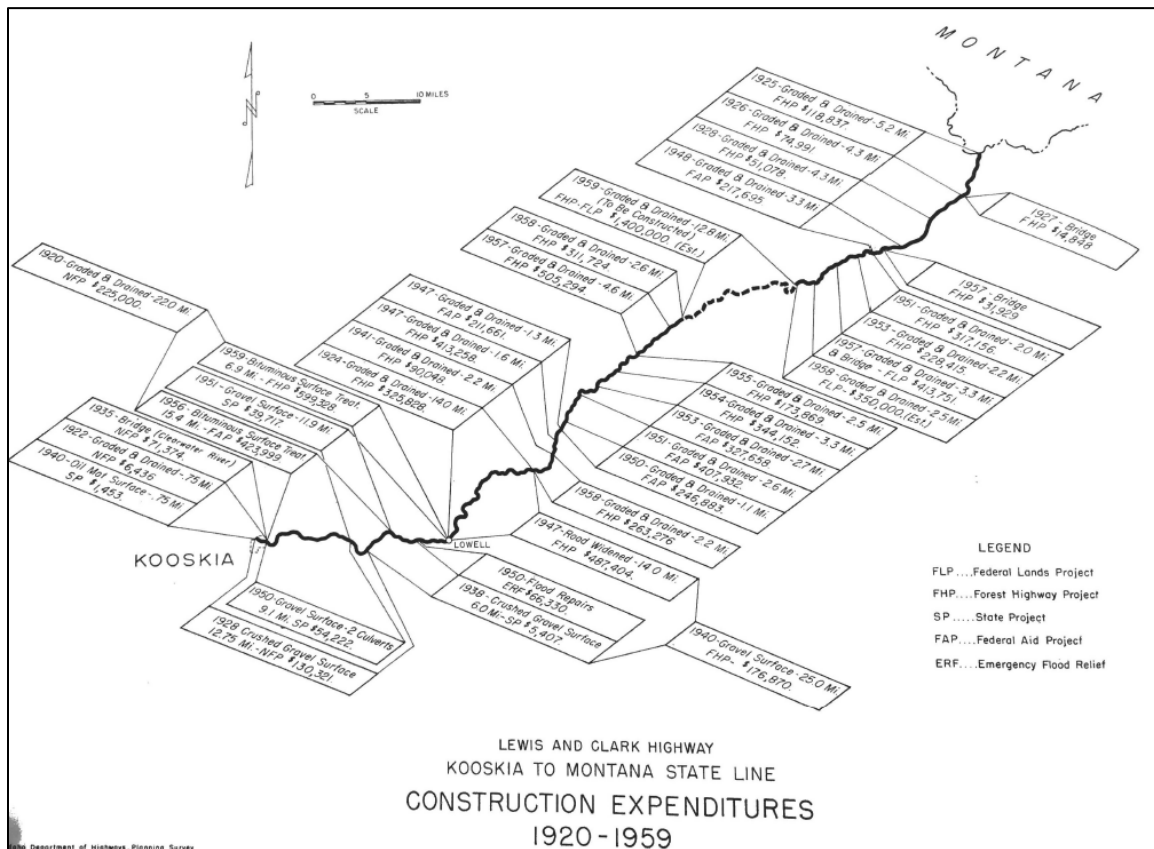 MONTANA
0 5 10 MILES
SCALE
N
1925-Graded & Drained-5.2 Mi.
FHP $118,837.
1926-Graded & Drained-4.3 Mi.
FHP $74,991
1928-Graded & Drained-4.3 Mi.
FHP $51,078.
1948-Graded & Drained-3.3 Mi.
FAP $217,695
1959-Graded & Drained-12.8 Mi.
(To Be Constructed)
FHP-FLP $1,400,000. (Est.)
1958-Graded & Drained-2.6 Mi.
FHP $311,724.
1957-Graded & Drained-4.6 Mi.
FHP $505,294.
1947-Graded & Drained-1.3 Mi.
FAP $211,661.
1947-Graded & Drained-1.6 Mi.
FHP $413,258.
1941-Graded & Drained-2.2 Mi.
FHP $90,048.
1924-Graded & Drained-14.0 Mi.
FHP $325,828.
1920-Graded & Drained-22.0 Mi.
NFP $225,000.
1959-Bituminous Surface Treat.
6.9 Mi.-FHP $599,328
1951-Gravel Surface-11.9 Mi.
SP $39,717.
1956-Bituminous Surface Treat.
15.4 Mi.-FAP $423,999
1935-Bridge (Clearwater River)
NFP $71,374.
1922-Graded & Drained-.75 Mi
NFP $6,436
1940-Oil Mat Surface-.75 Mi
SP $1,453.
1927-Bridge
FHP $14,848
1957-Bridge
FHP $31,929
1951-Graded & Drained-2.0 Mi.
FHP $317,156.
1953-Graded & Drained-2.2 Mi.
FHP $228,415.
1957-Graded & Drained-3.3 Mi.
& Bridge-FLP $413,751.
1958-Graded & Drained-2.5 Mi.
FLP-$350,000.(Est.)
1955-Graded & Drained-2.5 Mi.
FHP $173,869
1954-Graded & Drained-3.3 Mi.
FHP $344,152
1953-Graded & Drained-2.7 Mi.
FAP $327,658
1951-Graded & Drained-2.6 Mi.
FAP $407,932.
1950-Graded & Drained-1.1 Mi.
FAP $246,883.
1958-Graded & Drained-2.2 Mi.
FHP $263,276
1947-Road Widened-14.0 Mi.
FHP $487,404.
KOOSKIA
LOWELL
1950-Flood Repairs
ERF $66,330.
1938-Crushed Gravel Surface
6.0 Mi-SP $5,407.
1940-Gravel Surface-25.0 Mi.
FHP- $176,870.
1950-Gravel Surface-2 Culverts
9.1 Mi. SP $54,222.
1928 Crushed Gravel Surface
12.75 Mi.-NFP $130,321.
LEGEND
FLP....Federal Lands Project
FHP....Forest Highway Project
SP....State Project
FAP....Federal Aid Project
ERF....Emergency Flood Relief
LEWIS AND CLARK HIGHWAY
KOOSKIA TO MONTANA STATE LINE
CONSTRUCTION EXPENDITURES
1920-1959
Department of Highways Planning Survey